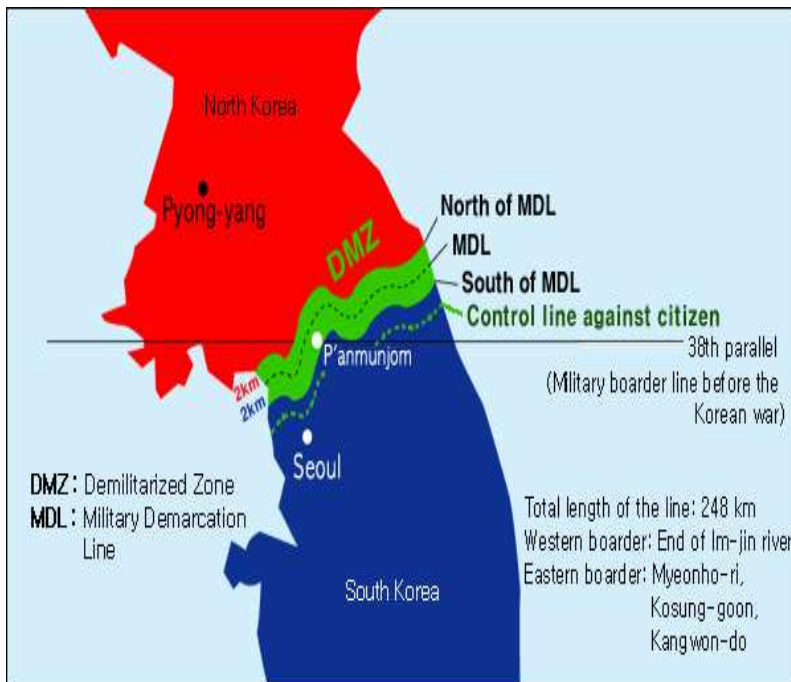 North Korea
Pyong-yang
DMZ
North of MDL
MDL
South of MDL
Control line against citizen
P'anmunjom
38th parallel
(Military boarder line before the
Korean war)
2km
2km
Seoul
DMZ: Demilitarized Zone
MDL: Military Demarcation
Line
South Korea
Total length of the line: 248 km
Western boarder: End of Im-jin river
Eastern boarder: Myeonho-ri,
Kosung-goon,
Kangwon-do